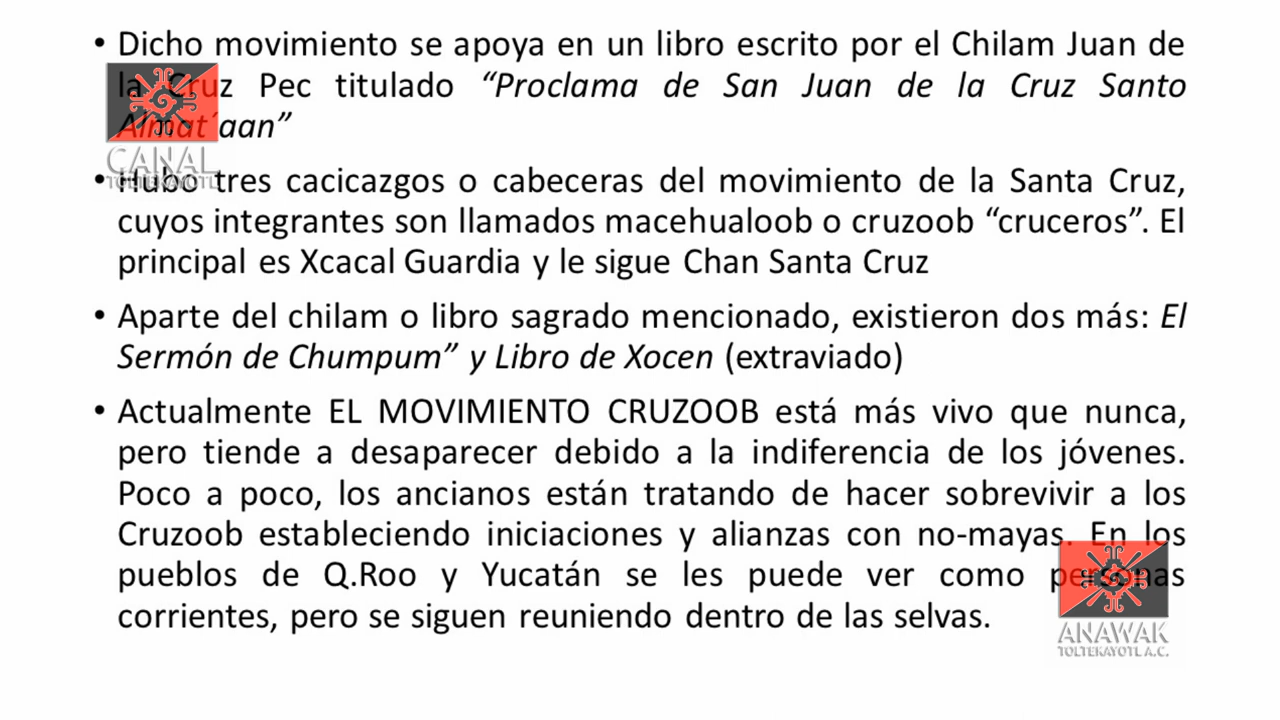 • Dicho movimiento se apoya en un libro escrito por el Chilam Juan de
la Cruz Pec titulado “Proclama de San Juan de la Cruz Santo
Almat´aan”
• Hubo tres cacicazgos o cabeceras del movimiento de la Santa Cruz,
cuyos integrantes son llamados macehualoob o cruzoob “cruceros”. El
principal es Xcacal Guardia y le sigue Chan Santa Cruz
• Aparte del chilam o libro sagrado mencionado, existieron dos más: El
Sermón de Chumpum” y Libro de Xocen (extraviado)
• Actualmente EL MOVIMIENTO CRUZOOB está más vivo que nunca,
pero tiende a desaparecer debido a la indiferencia de los jóvenes.
Poco a poco, los ancianos están tratando de hacer sobrevivir a los
Cruzoob estableciendo iniciaciones y alianzas con no-mayas. En los
pueblos de Q.Roo y Yucatán se les puede ver como personas
corrientes, pero se siguen reuniendo dentro de las selvas.
CANAL
TOLTEKAYOTL
ANAWAK
TOLTEKAYOTL A.C.